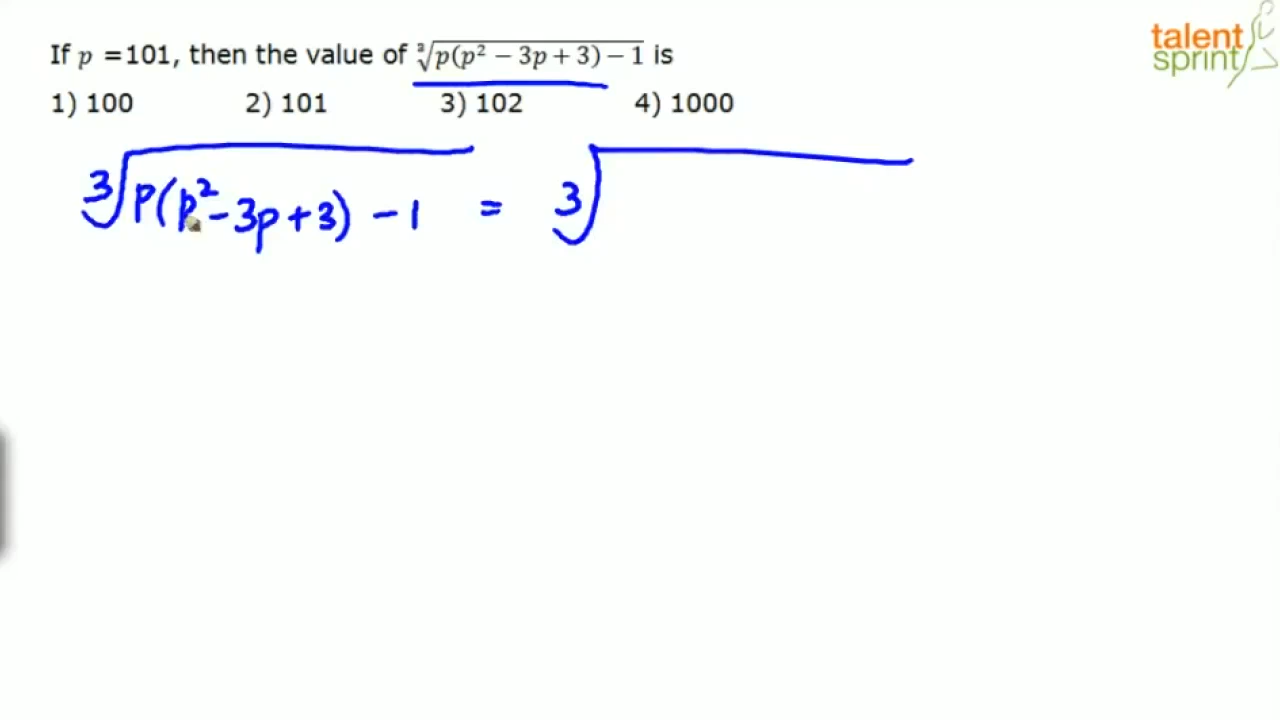 If p =101, then the value of ∛p(p² − 3p + 3) − 1 is
1) 100 2) 101 3) 102 4) 1000
talent
sprint
∛p(p² - 3p + 3) - 1 = ∛